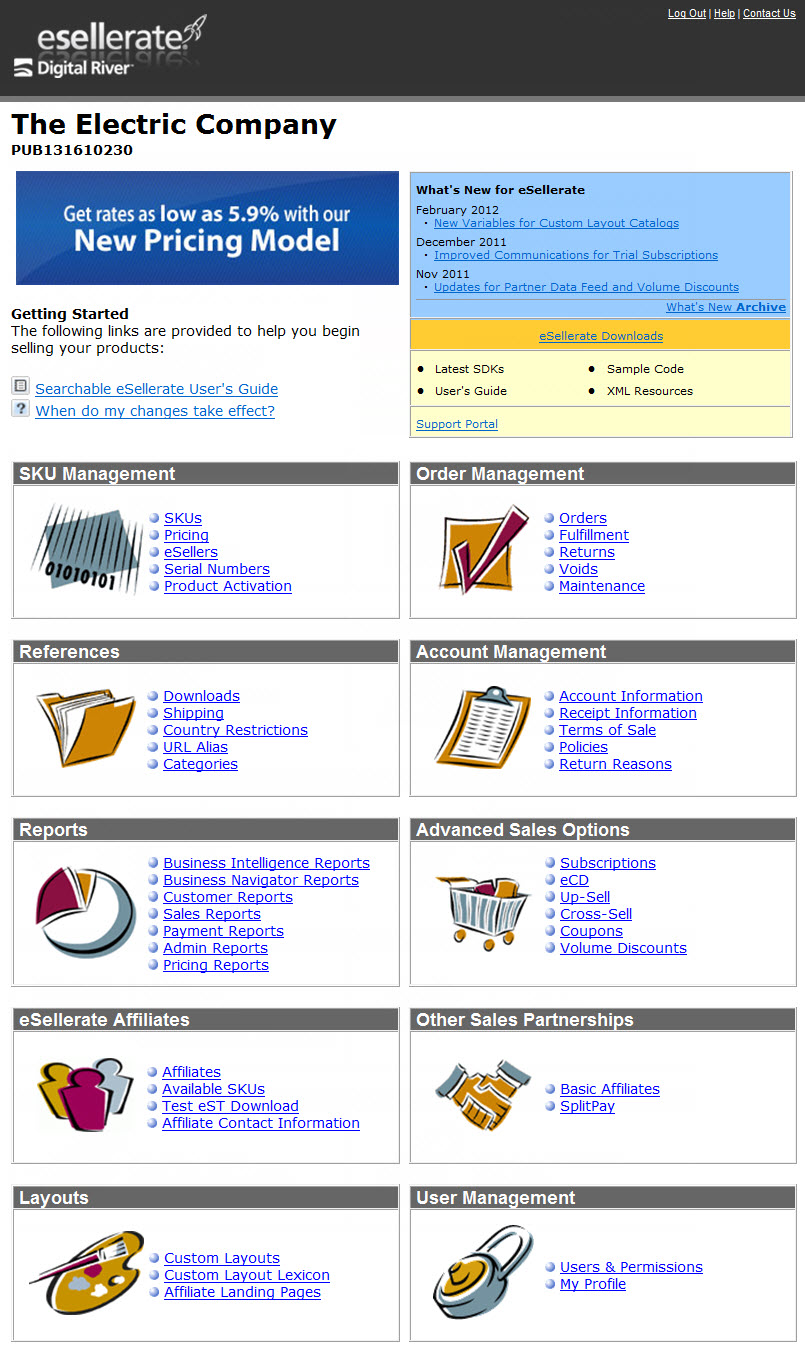 Log Out | Help | Contact Us
esellerate.
Digital River
The Electric Company
PUB131610230
Get rates as low as 5.9% with our
New Pricing Model
Getting Started
The following links are provided to help you begin
selling your products:
Searchable eSellerate User's Guide
? When do my changes take effect?
What's New for eSellerate
February 2012
· New Variables for Custom Layout Catalogs
December 2011
· Improved Communications for Trial Subscriptions
Nov 2011
· Updates for Partner Data Feed and Volume Discounts
What's New Archive
eSellerate Downloads
• Latest SDKs
• Sample Code
• User's Guide
• XML Resources
Support Portal
SKU Management
01010101
SKUs
Pricing
eSellers
Serial Numbers
Product Activation
Order Management
Orders
Fulfillment
Returns
Voids
Maintenance
References
Downloads
Shipping
Country Restrictions
URL Alias
Categories
Account Management
Account Information
Receipt Information
Terms of Sale
Policies
Return Reasons
Reports
Business Intelligence Reports
Business Navigator Reports
Customer Reports
Sales Reports
Payment Reports
Admin Reports
Pricing Reports
Advanced Sales Options
Subscriptions
eCD
Up-Sell
Cross-Sell
Coupons
Volume Discounts
eSellerate Affiliates
Affiliates
Available SKUs
Test eST Download
Affiliate Contact Information
Other Sales Partnerships
Basic Affiliates
SplitPay
Layouts
Custom Layouts
Custom Layout Lexicon
Affiliate Landing Pages
User Management
Users & Permissions
My Profile